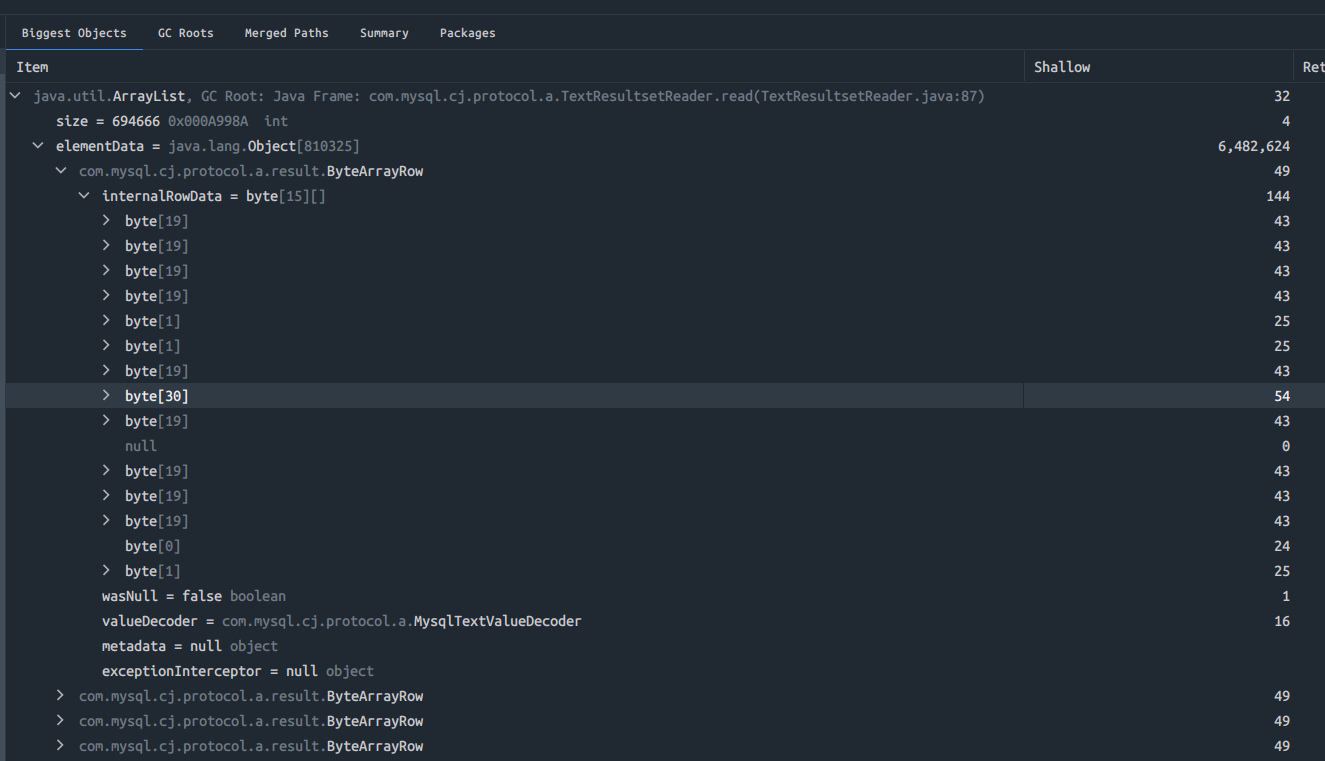 Biggest Objects GC Roots Merged Paths Summary Packages
Item Shallow Ret
java.util.ArrayList, GC Root: Java Frame: com.mysql.cj.protocol.a.TextResultsetReader.read(TextResultsetReader.java:87) 32
size = 694666 0x000A998A int 4
elementData = java.lang.Object[810325] 6,482,624
com.mysql.cj.protocol.a.result.ByteArrayRow 49
internalRowData = byte[15][] 144
byte[19] 43
byte[19] 43
byte[19] 43
byte[19] 43
byte[1] 25
byte[1] 25
byte[19] 43
byte[30] 54
byte[19] 43
null 0
byte[19] 43
byte[19] 43
byte[19] 43
byte[0] 24
byte[1] 25
wasNull = false boolean 1
valueDecoder = com.mysql.cj.protocol.a.MysqlTextValueDecoder 16
metadata = null object
exceptionInterceptor = null object
com.mysql.cj.protocol.a.result.ByteArrayRow 49
com.mysql.cj.protocol.a.result.ByteArrayRow 49
com.mysql.cj.protocol.a.result.ByteArrayRow 49